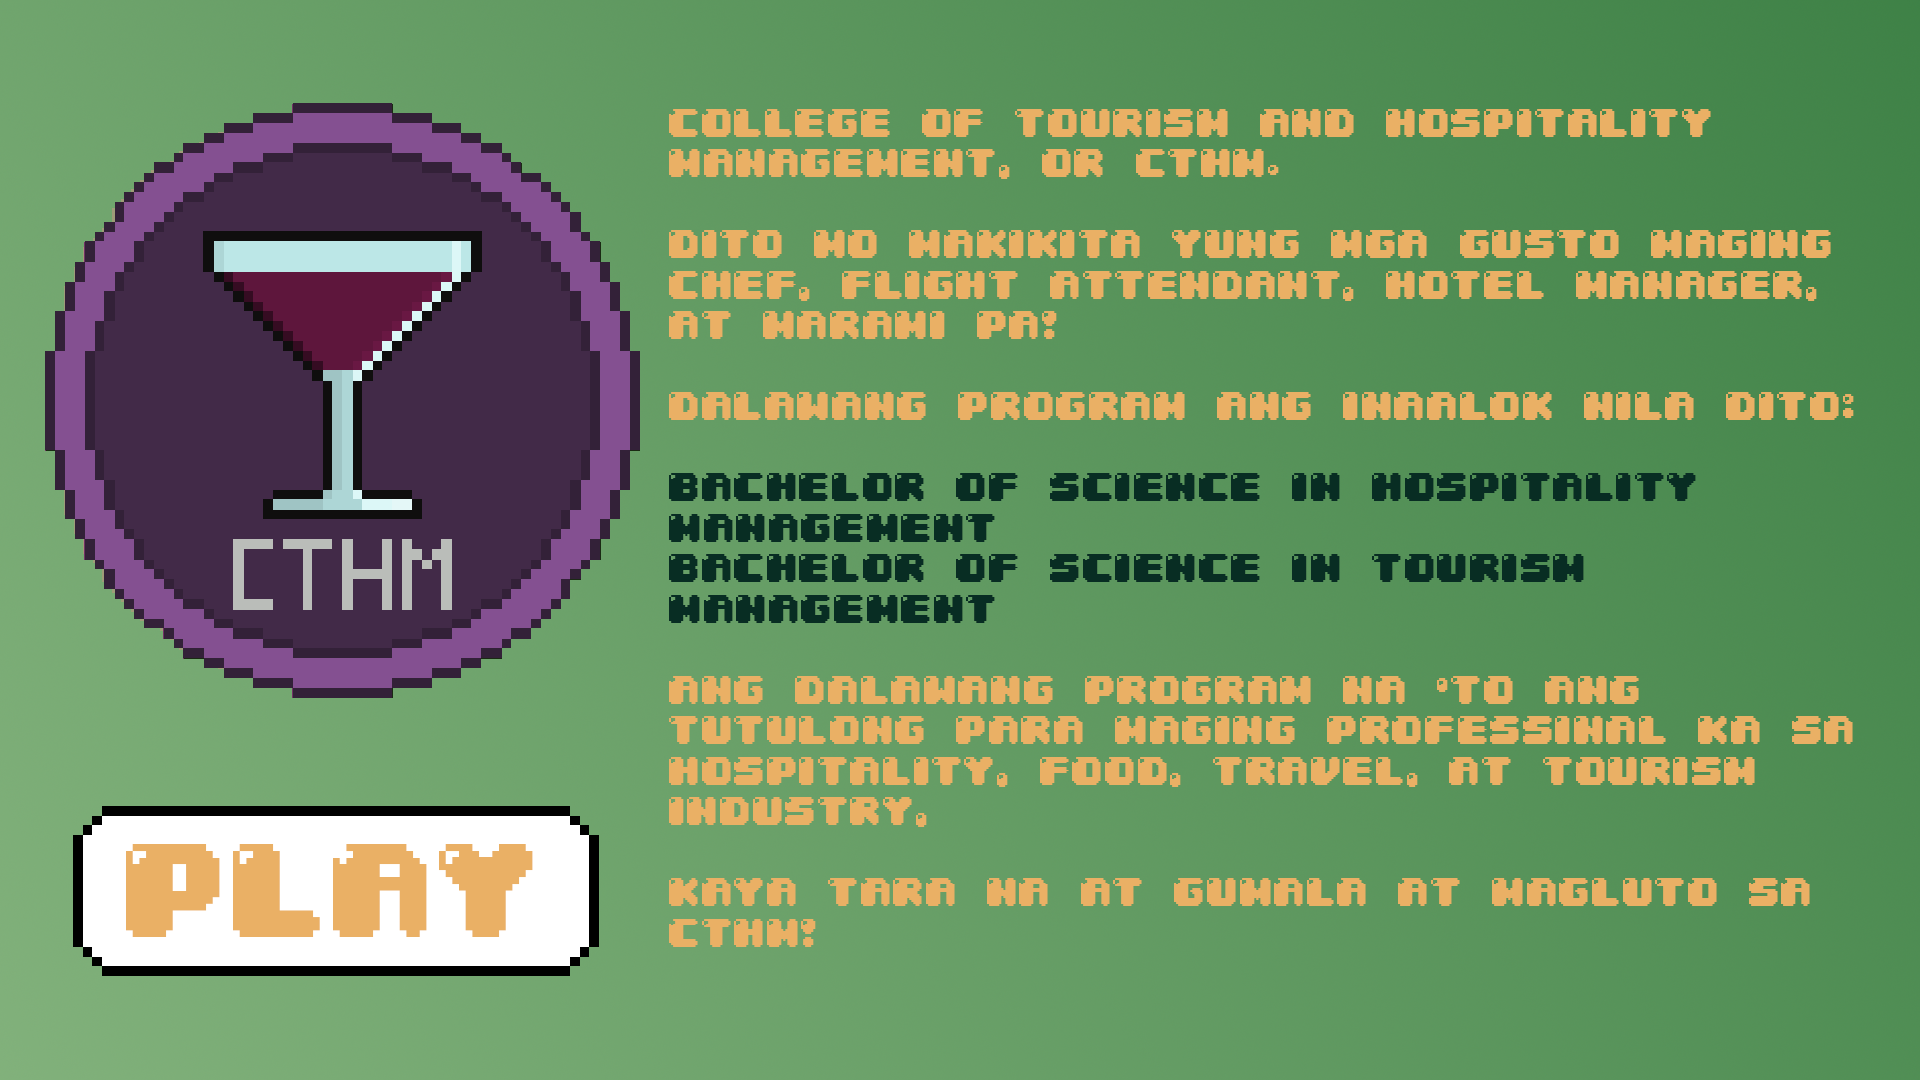 COLLEGE OF TOURISM AND HOSPITALITY
MANAGEMENT, OR CTHM.
DITO MO MAKIKITA YUNG MGA GUSTO MAGING
CHEF, FLIGHT ATTENDANT, HOTEL MANAGER,
AT MARAMI PA!
DALAWANG PROGRAM ANG INAALOK NILA DITO:
BACHELOR OF SCIENCE IN HOSPITALITY
MANAGEMENT
BACHELOR OF SCIENCE IN TOURISM
MANAGEMENT
ANG DALAWANG PROGRAM NA 'TO ANG
TUTULONG PARA MAGING PROFESSINAL KA SA
HOSPITALITY, FOOD, TRAVEL, AT TOURISM
INDUSTRY,
KAYA TARA NA AT GUMALA AT MAGLUTO SA
CTHM!
CTHM
PLAY